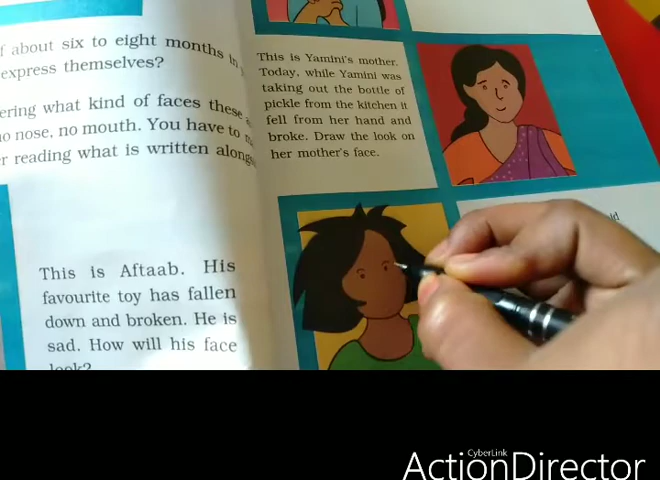 about six to eight months in
express themselves?
ering what kind of faces these
no nose, no mouth. You have to
r reading what is written
This is Yamini's mother.
Today, while Yamini was
taking out the bottle of
pickle from the kitchen it
fell from her hand and
broke. Draw the look on
her mother's face.
This is Aftaab. His
favourite toy has fallen
down and broken. He is
sad. How will his face
look?
CyberLink
ActionDirector